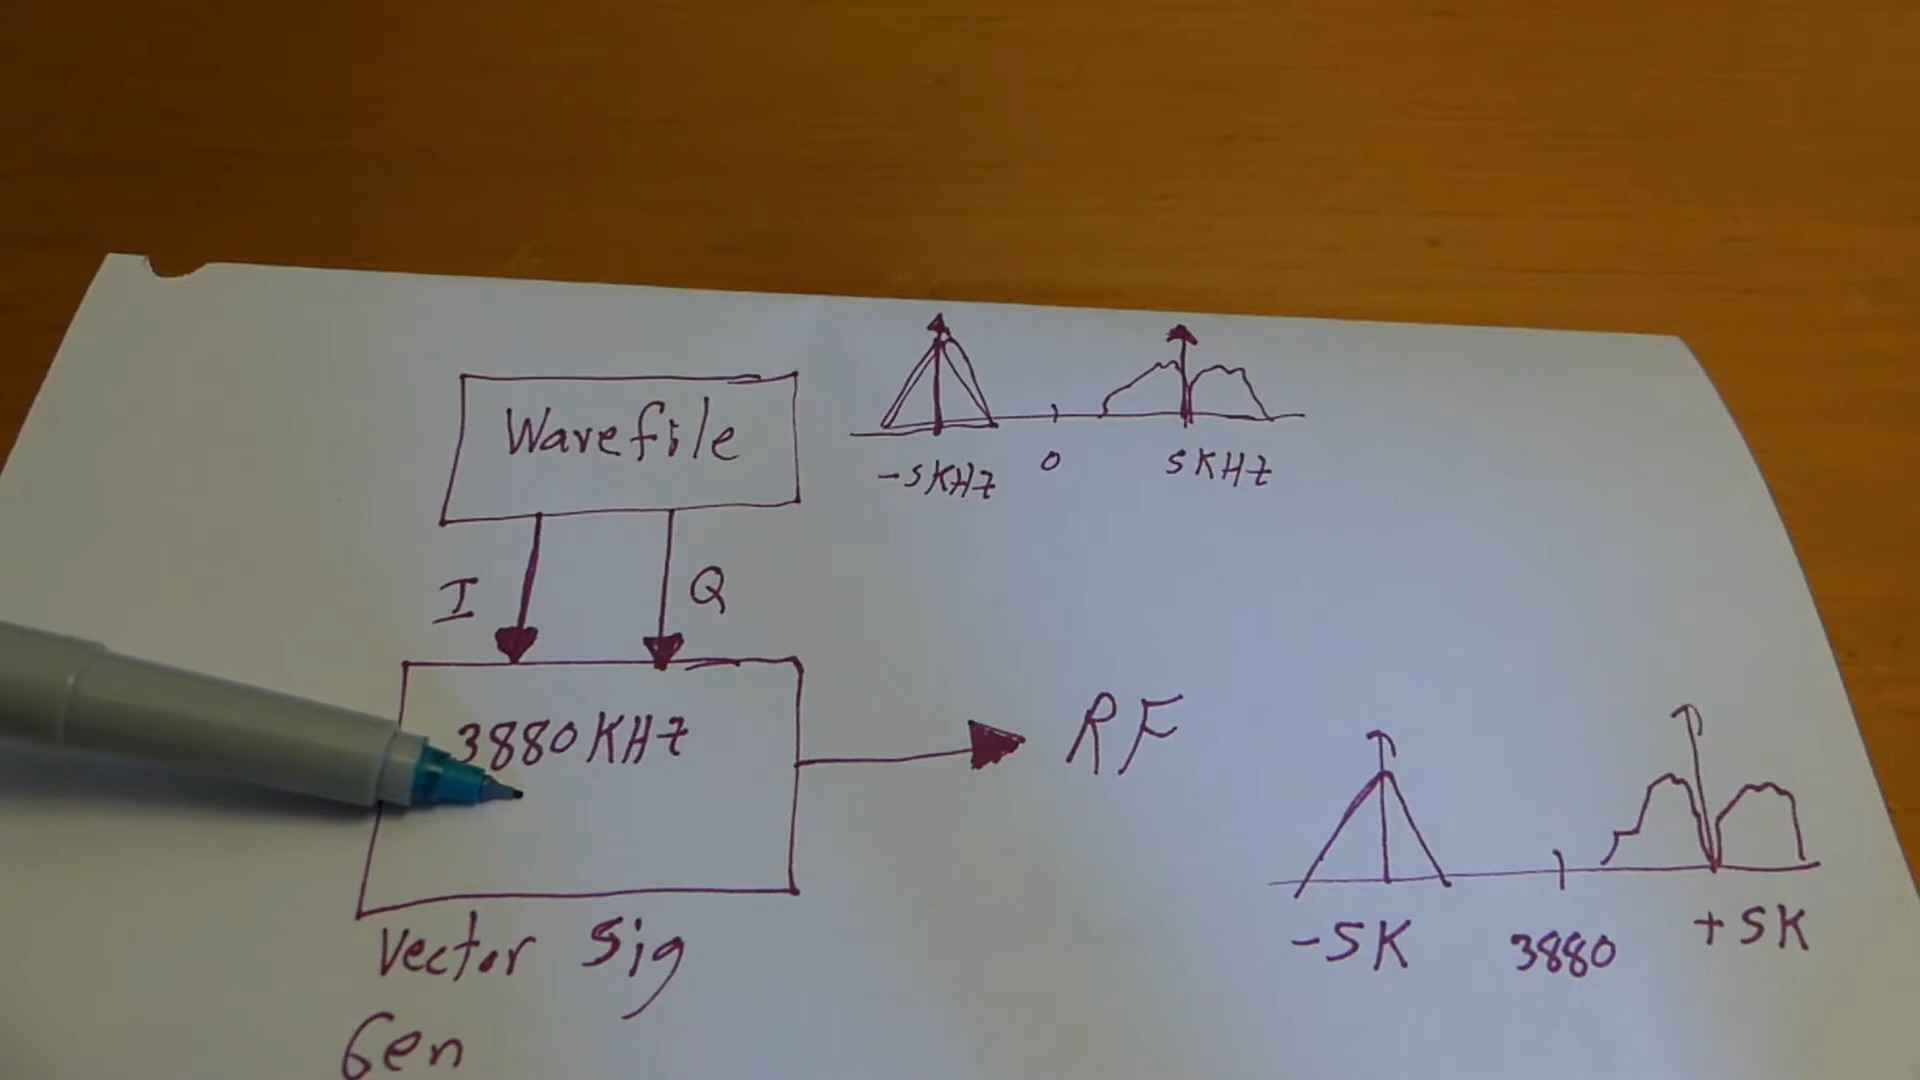 Wavefile
-5KHz 0 5KHz
I Q
3880KHz
RF
-5K 3880 +5K
Vector Sig
Gen